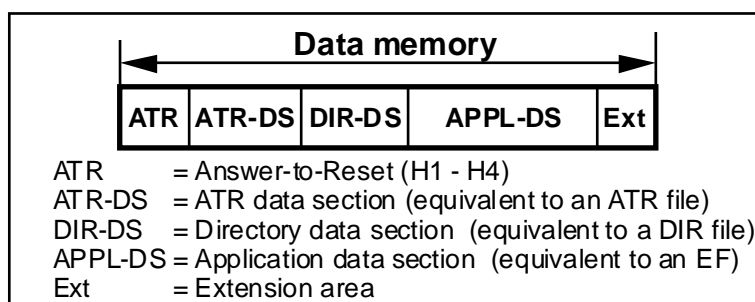 Data memory
ATR ATR-DS DIR-DS APPL-DS Ext
ATR = Answer-to-Reset (H1 - H4)
ATR-DS = ATR data section (equivalent to an ATR file)
DIR-DS = Directory data section (equivalent to a DIR file)
APPL-DS = Application data section (equivalent to an EF)
Ext = Extension area